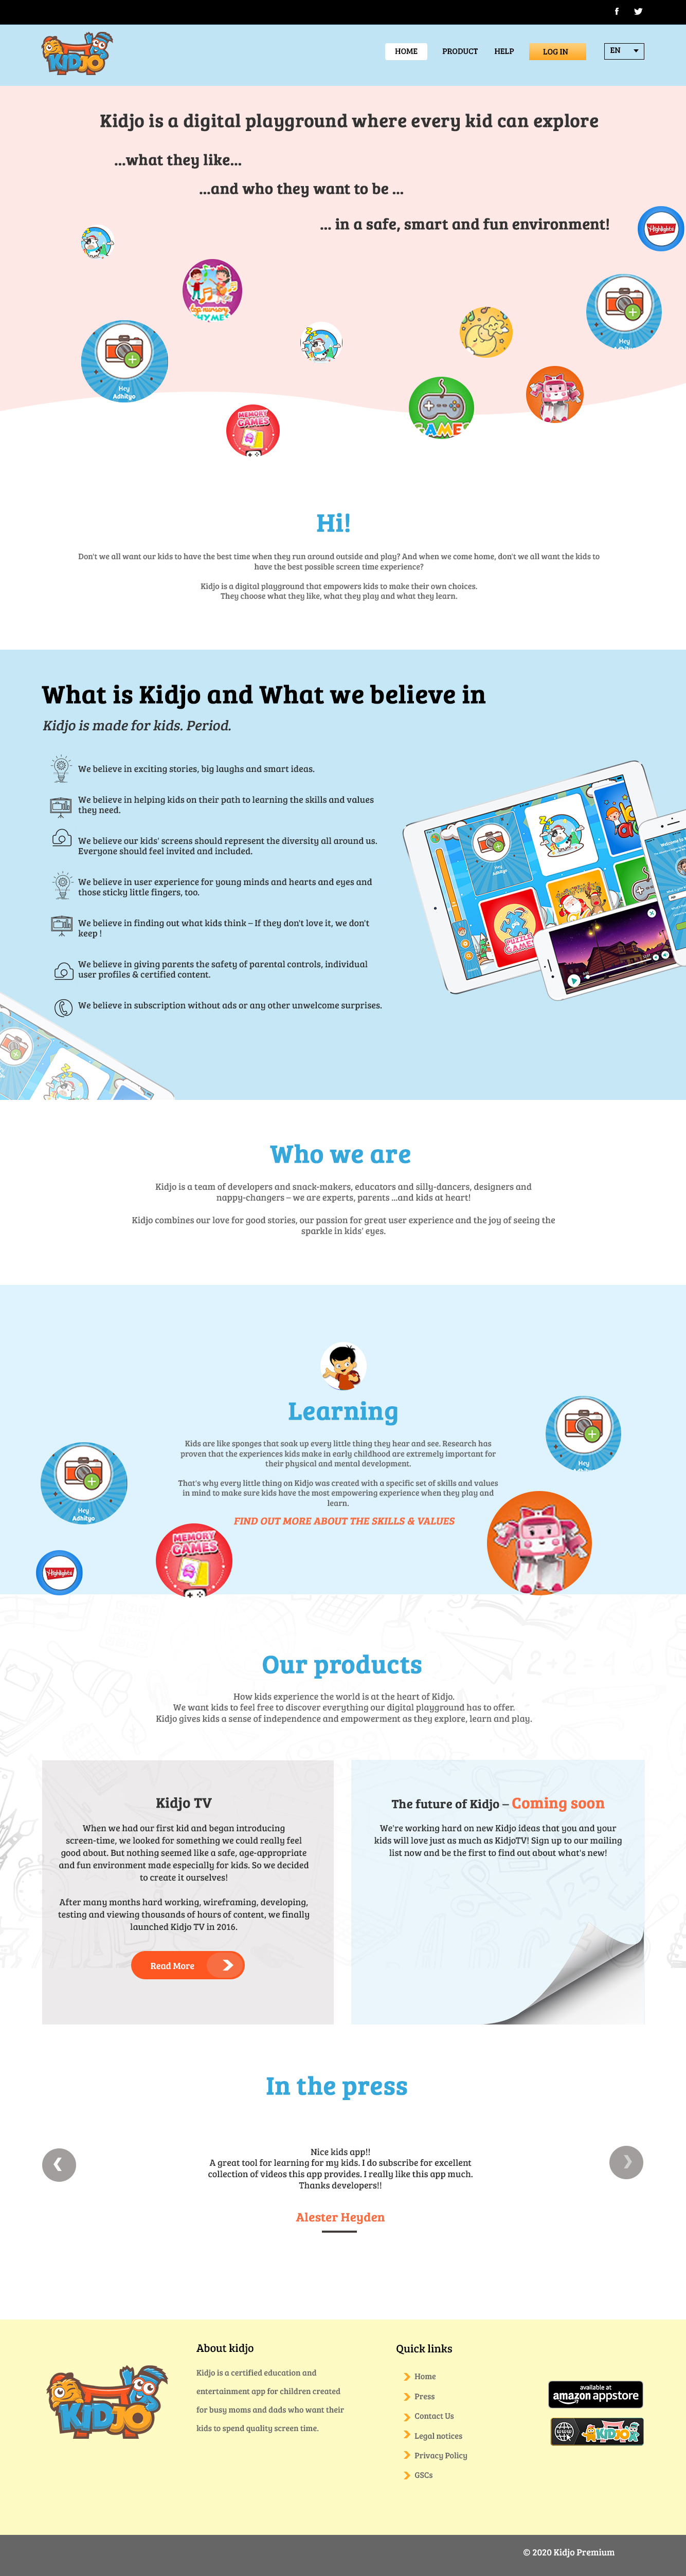 KIDJO
HOME
PRODUCT
HELP
LOG IN
EN
Kidjo is a digital playground where every kid can explore
...what they like...
...and who they want to be ...
... in a safe, smart and fun environment!
Highlights
Hey
Adhityo
MEMORY
GAMES
GAMES
Hey
Hi!
Don't we all want our kids to have the best time when they run around outside and play? And when we come home, don't we all want the kids to
have the best possible screen time experience?
Kidjo is a digital playground that empowers kids to make their own choices.
They choose what they like, what they play and what they learn.
What is Kidjo and What we believe in
Kidjo is made for kids. Period.
We believe in exciting stories, big laughs and smart ideas.
We believe in helping kids on their path to learning the skills and values
they need.
We believe our kids' screens should represent the diversity all around us.
Everyone should feel invited and included.
We believe in user experience for young minds and hearts and eyes and
those sticky little fingers, too.
We believe in finding out what kids think – If they don't love it, we don't
keep !
We believe in giving parents the safety of parental controls, individual
user profiles & certified content.
We believe in subscription without ads or any other unwelcome surprises.
PUZZLE
GAMES
Who we are
Kidjo is a team of developers and snack-makers, educators and silly-dancers, designers and
nappy-changers – we are experts, parents ...and kids at heart!
Kidjo combines our love for good stories, our passion for great user experience and the joy of seeing the
sparkle in kids' eyes.
Learning
Kids are like sponges that soak up every little thing they hear and see. Research has
proven that the experiences kids make in early childhood are extremely important for
their physical and mental development.
That's why every little thing on Kidjo was created with a specific set of skills and values
in mind to make sure kids have the most empowering experience when they play and
learn.
FIND OUT MORE ABOUT THE SKILLS & VALUES
Hey
Adhityo
Highlights
MEMORY
GAMES
Hey
Our products
How kids experience the world is at the heart of Kidjo.
We want kids to feel free to discover everything our digital playground has to offer.
Kidjo gives kids a sense of independence and empowerment as they explore, learn and play.
Kidjo TV
When we had our first kid and began introducing
screen-time, we looked for something we could really feel
good about. But nothing seemed like a safe, age-appropriate
and fun environment made especially for kids. So we decided
to create it ourselves!
After many months hard working, wireframing, developing,
testing and viewing thousands of hours of content, we finally
launched Kidjo TV in 2016.
Read More
The future of Kidjo – Coming soon
We're working hard on new Kidjo ideas that you and your
kids will love just as much as KidjoTV! Sign up to our mailing
list now and be the first to find out about what's new!
In the press
Nice kids app!!
A great tool for learning for my kids. I do subscribe for excellent
collection of videos this app provides. I really like this app much.
Thanks developers!!
Alester Heyden
KIDJO
About kidjo
Kidjo is a certified education and
entertainment app for children created
for busy moms and dads who want their
kids to spend quality screen time.
Quick links
Home
Press
Contact Us
Legal notices
Privacy Policy
GSCs
available at
amazon appstore
www
KIDJO
© 2020 Kidjo Premium